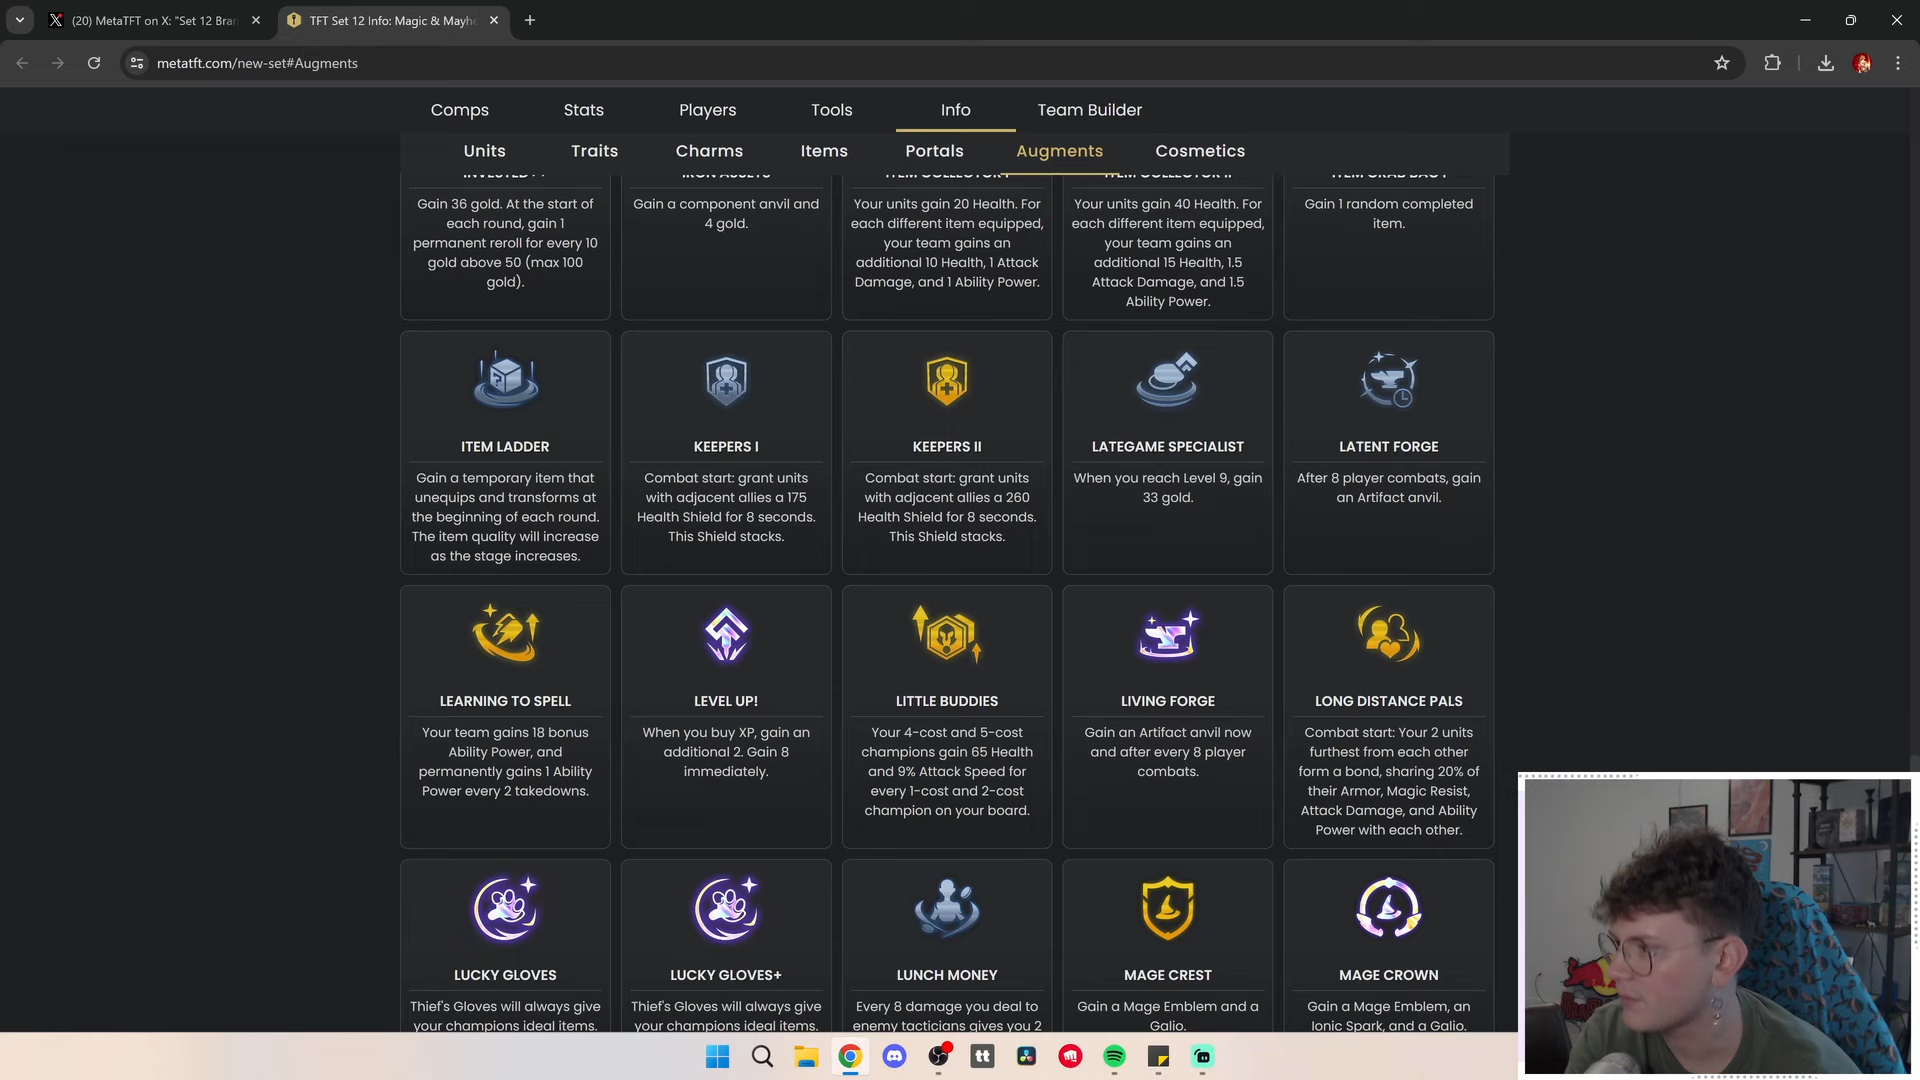 (20) MetaTFT on X: "Set 12 Bran
TFT Set 12 Info: Magic & Mayhe
metatft.com/new-set#Augments
Comps
Stats
Players
Tools
Info
Team Builder
Units
Traits
Charms
Items
Portals
Augments
Cosmetics
Gain 36 gold. At the start of
each round, gain 1
permanent reroll for every 10
gold above 50 (max 100
gold).
Gain a component anvil and
4 gold.
Your units gain 20 Health. For
each different item equipped,
your team gains an
additional 10 Health, 1 Attack
Damage, and 1 Ability Power.
Your units gain 40 Health. For
each different item equipped,
your team gains an
additional 15 Health, 1.5
Attack Damage, and 1.5
Ability Power.
Gain 1 random completed
item.
ITEM LADDER
Gain a temporary item that
unequips and transforms at
the beginning of each round.
The item quality will increase
as the stage increases.
KEEPERS I
Combat start: grant units
with adjacent allies a 175
Health Shield for 8 seconds.
This Shield stacks.
KEEPERS II
Combat start: grant units
with adjacent allies a 260
Health Shield for 8 seconds.
This Shield stacks.
LATEGAME SPECIALIST
When you reach Level 9, gain
33 gold.
LATENT FORGE
After 8 player combats, gain
an Artifact anvil.
LEARNING TO SPELL
Your team gains 18 bonus
Ability Power, and
permanently gains 1 Ability
Power every 2 takedowns.
LEVEL UP!
When you buy XP, gain an
additional 2. Gain 8
immediately.
LITTLE BUDDIES
Your 4-cost and 5-cost
champions gain 65 Health
and 9% Attack Speed for
every 1-cost and 2-cost
champion on your board.
LIVING FORGE
Gain an Artifact anvil now
and after every 8 player
combats.
LONG DISTANCE PALS
Combat start: Your 2 units
furthest from each other
form a bond, sharing 20% of
their Armor, Magic Resist,
Attack Damage, and Ability
Power with each other.
LUCKY GLOVES
Thief's Gloves will always give
your champions ideal items.
LUCKY GLOVES+
Thief's Gloves will always give
your champions ideal items.
LUNCH MONEY
Every 8 damage you deal to
enemy tacticians gives you 2
MAGE CREST
Gain a Mage Emblem and a
Galio.
MAGE CROWN
Gain a Mage Emblem, an
Ionic Spark, and a Galio.